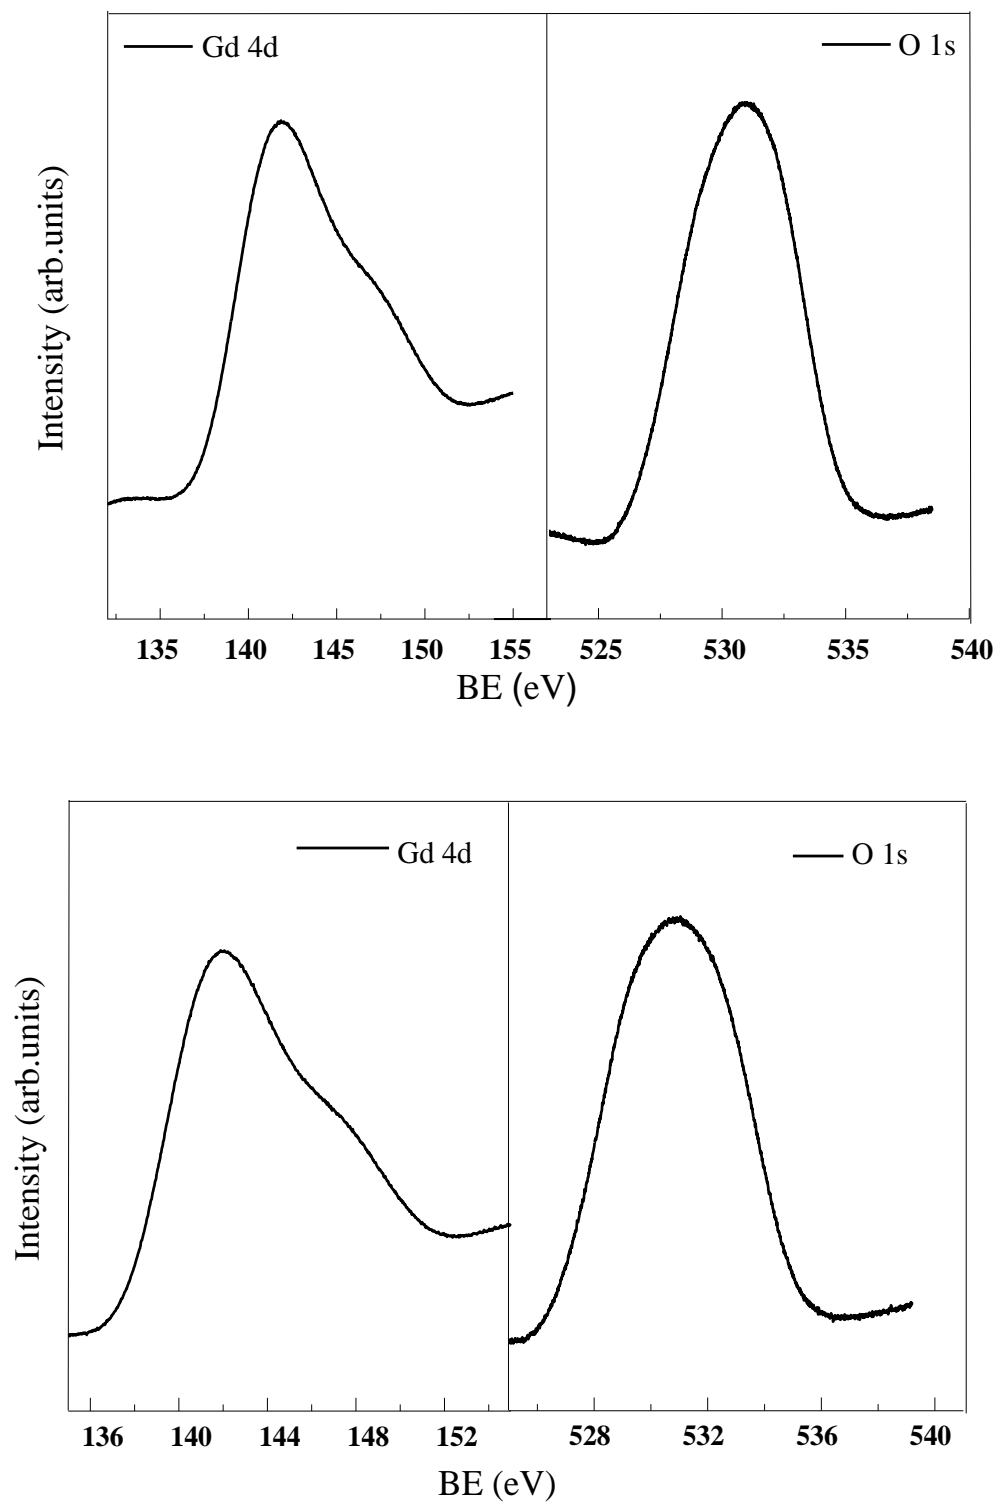 Gd 4d
O 1s
Intensity (arb.units)
135 140 145 150 155 525 530 535 540
BE (eV)
Gd 4d
O 1s
Intensity (arb.units)
136 140 144 148 152 528 532 536 540
BE (eV)